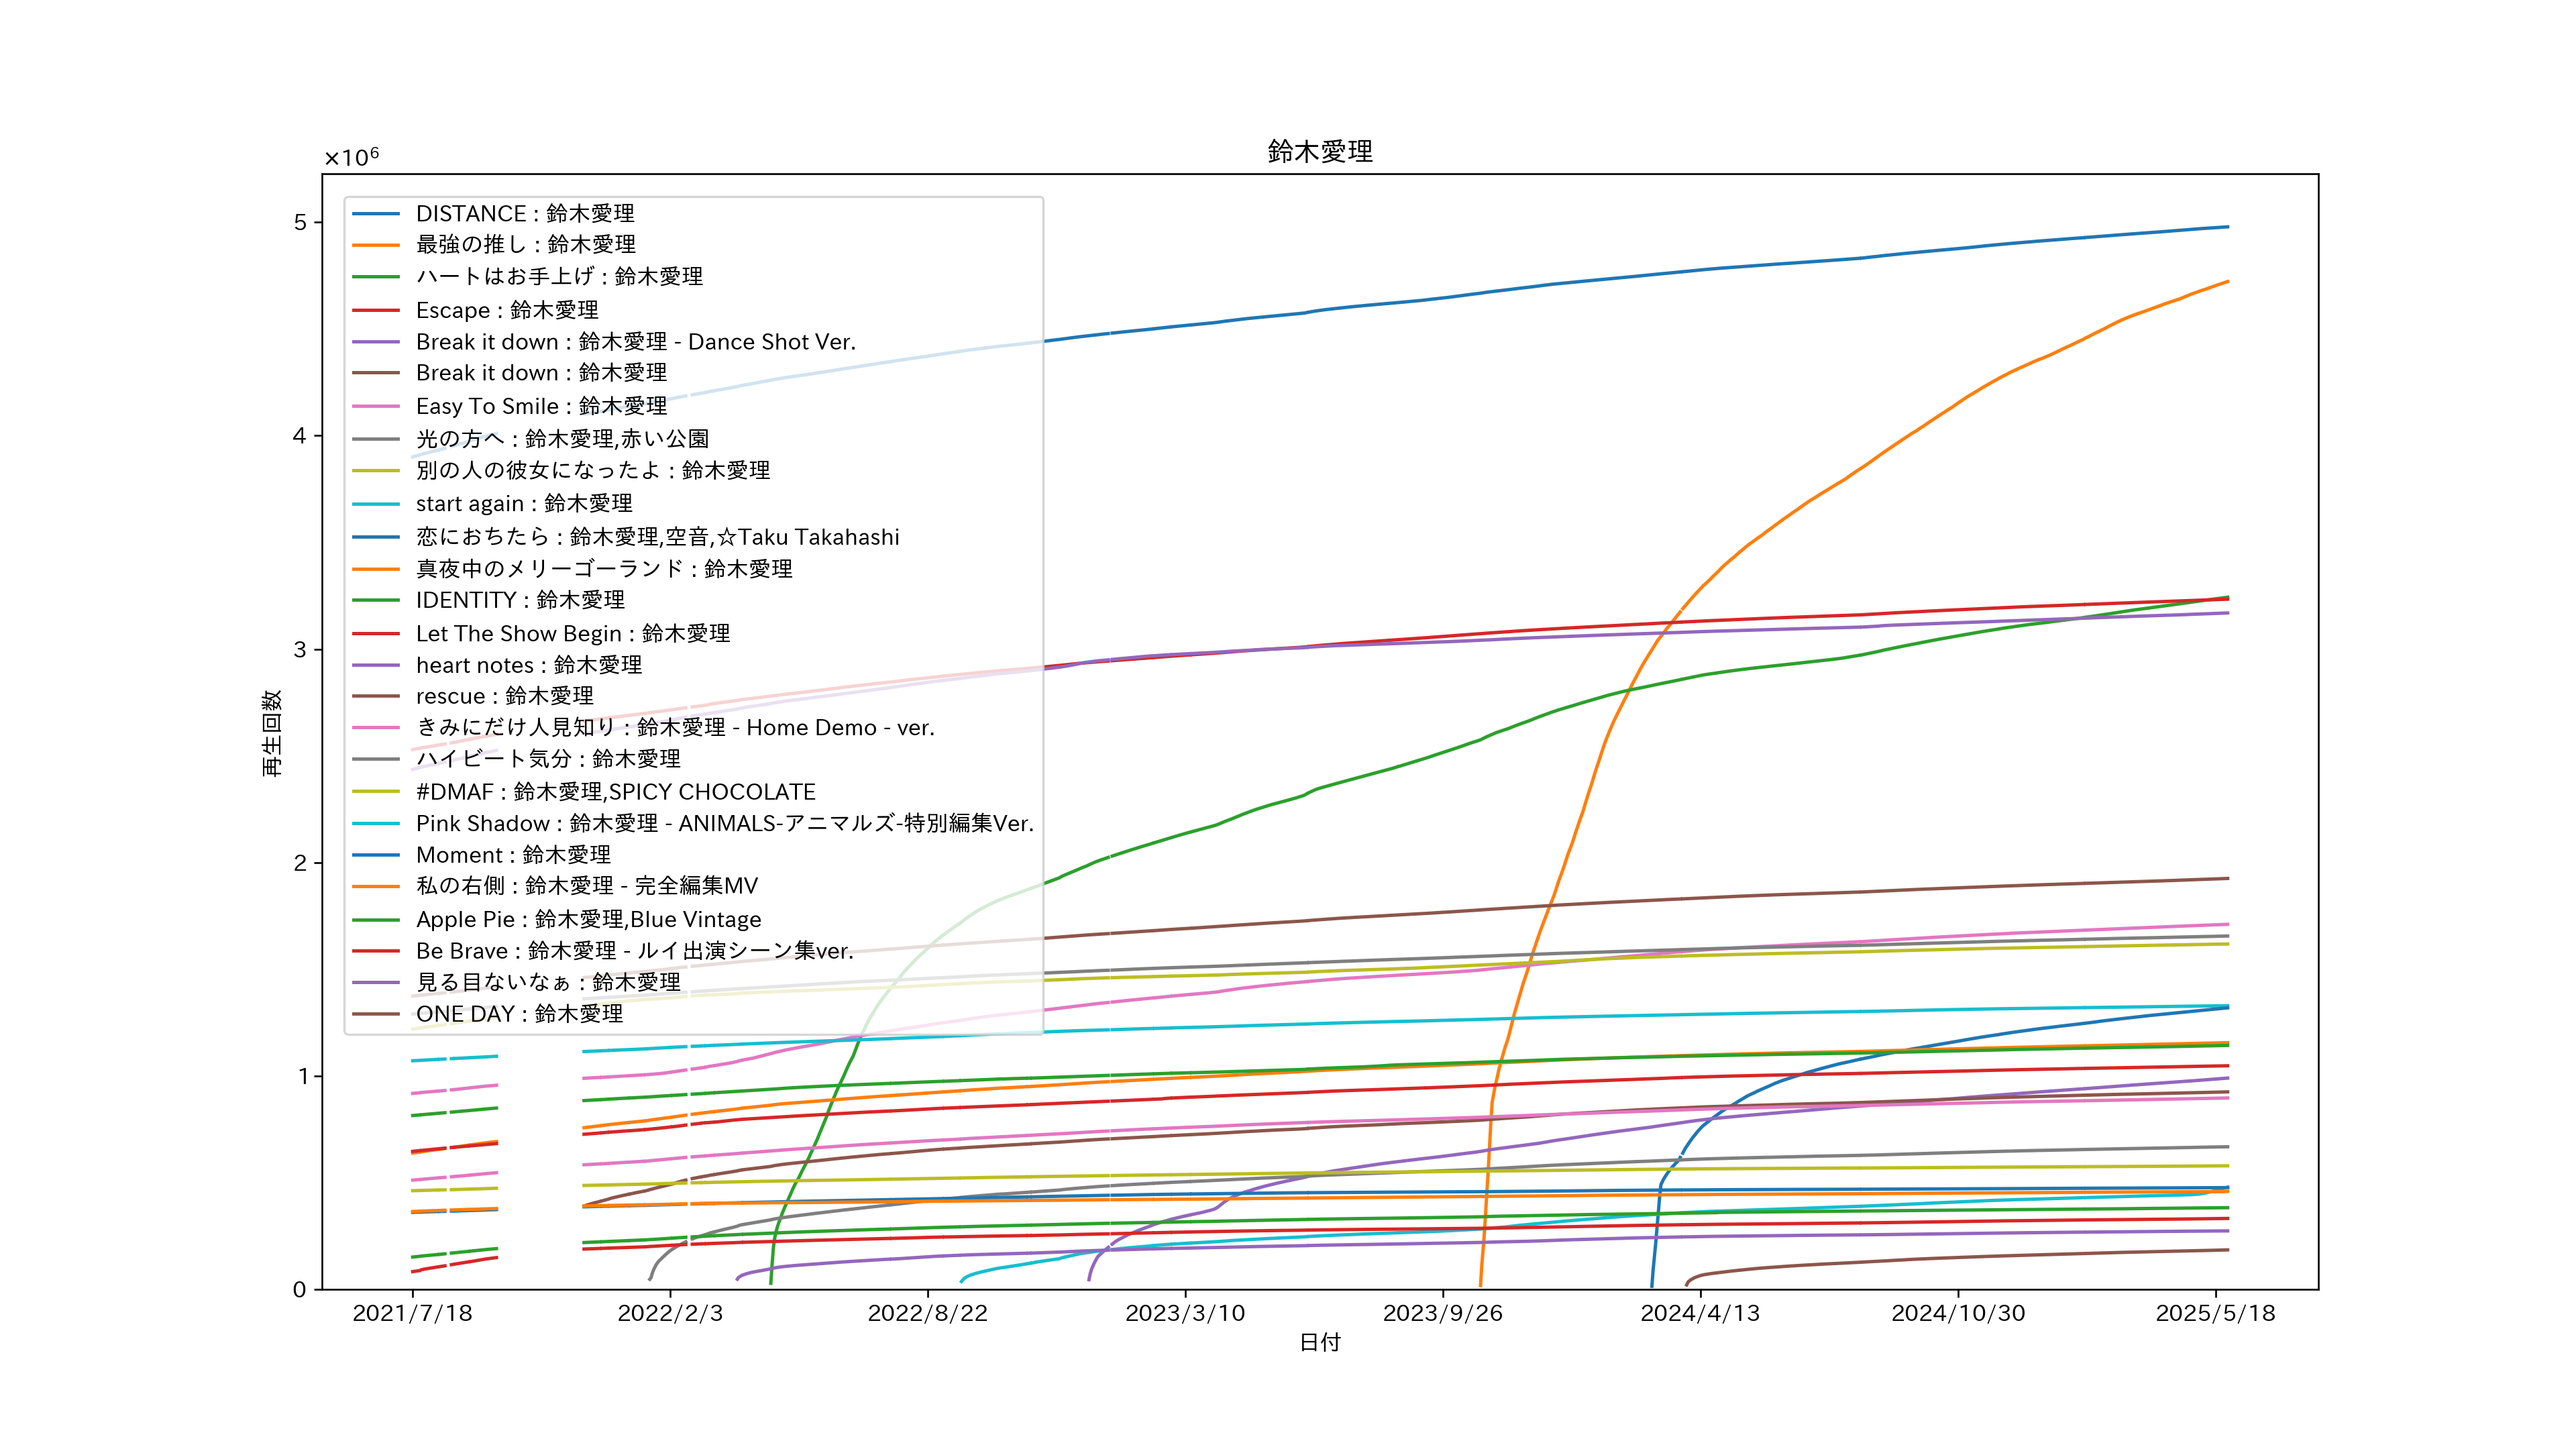 鈴木愛理
×10⁶
5
4
3
2
1
0
再生回数
DISTANCE : 鈴木愛理
最強の推し : 鈴木愛理
ハートはお手上げ : 鈴木愛理
Escape : 鈴木愛理
Break it down : 鈴木愛理 - Dance Shot Ver.
Break it down : 鈴木愛理
Easy To Smile : 鈴木愛理
光の方へ : 鈴木愛理,赤い公園
別の人の彼女になったよ : 鈴木愛理
start again : 鈴木愛理
恋におちたら : 鈴木愛理,空音,☆Taku Takahashi
真夜中のメリーゴーランド : 鈴木愛理
IDENTITY : 鈴木愛理
Let The Show Begin : 鈴木愛理
heart notes : 鈴木愛理
rescue : 鈴木愛理
きみにだけ人見知り : 鈴木愛理 - Home Demo - ver.
ハイビート気分 : 鈴木愛理
#DMAF : 鈴木愛理,SPICY CHOCOLATE
Pink Shadow : 鈴木愛理 - ANIMALS-アニマルズ-特別編集Ver.
Moment : 鈴木愛理
私の右側 : 鈴木愛理 - 完全編集MV
Apple Pie : 鈴木愛理,Blue Vintage
Be Brave : 鈴木愛理 - ルイ出演シーン集ver.
見る目ないなぁ : 鈴木愛理
ONE DAY : 鈴木愛理
2021/7/18 2022/2/3 2022/8/22 2023/3/10 2023/9/26 2024/4/13 2024/10/30 2025/5/18
日付